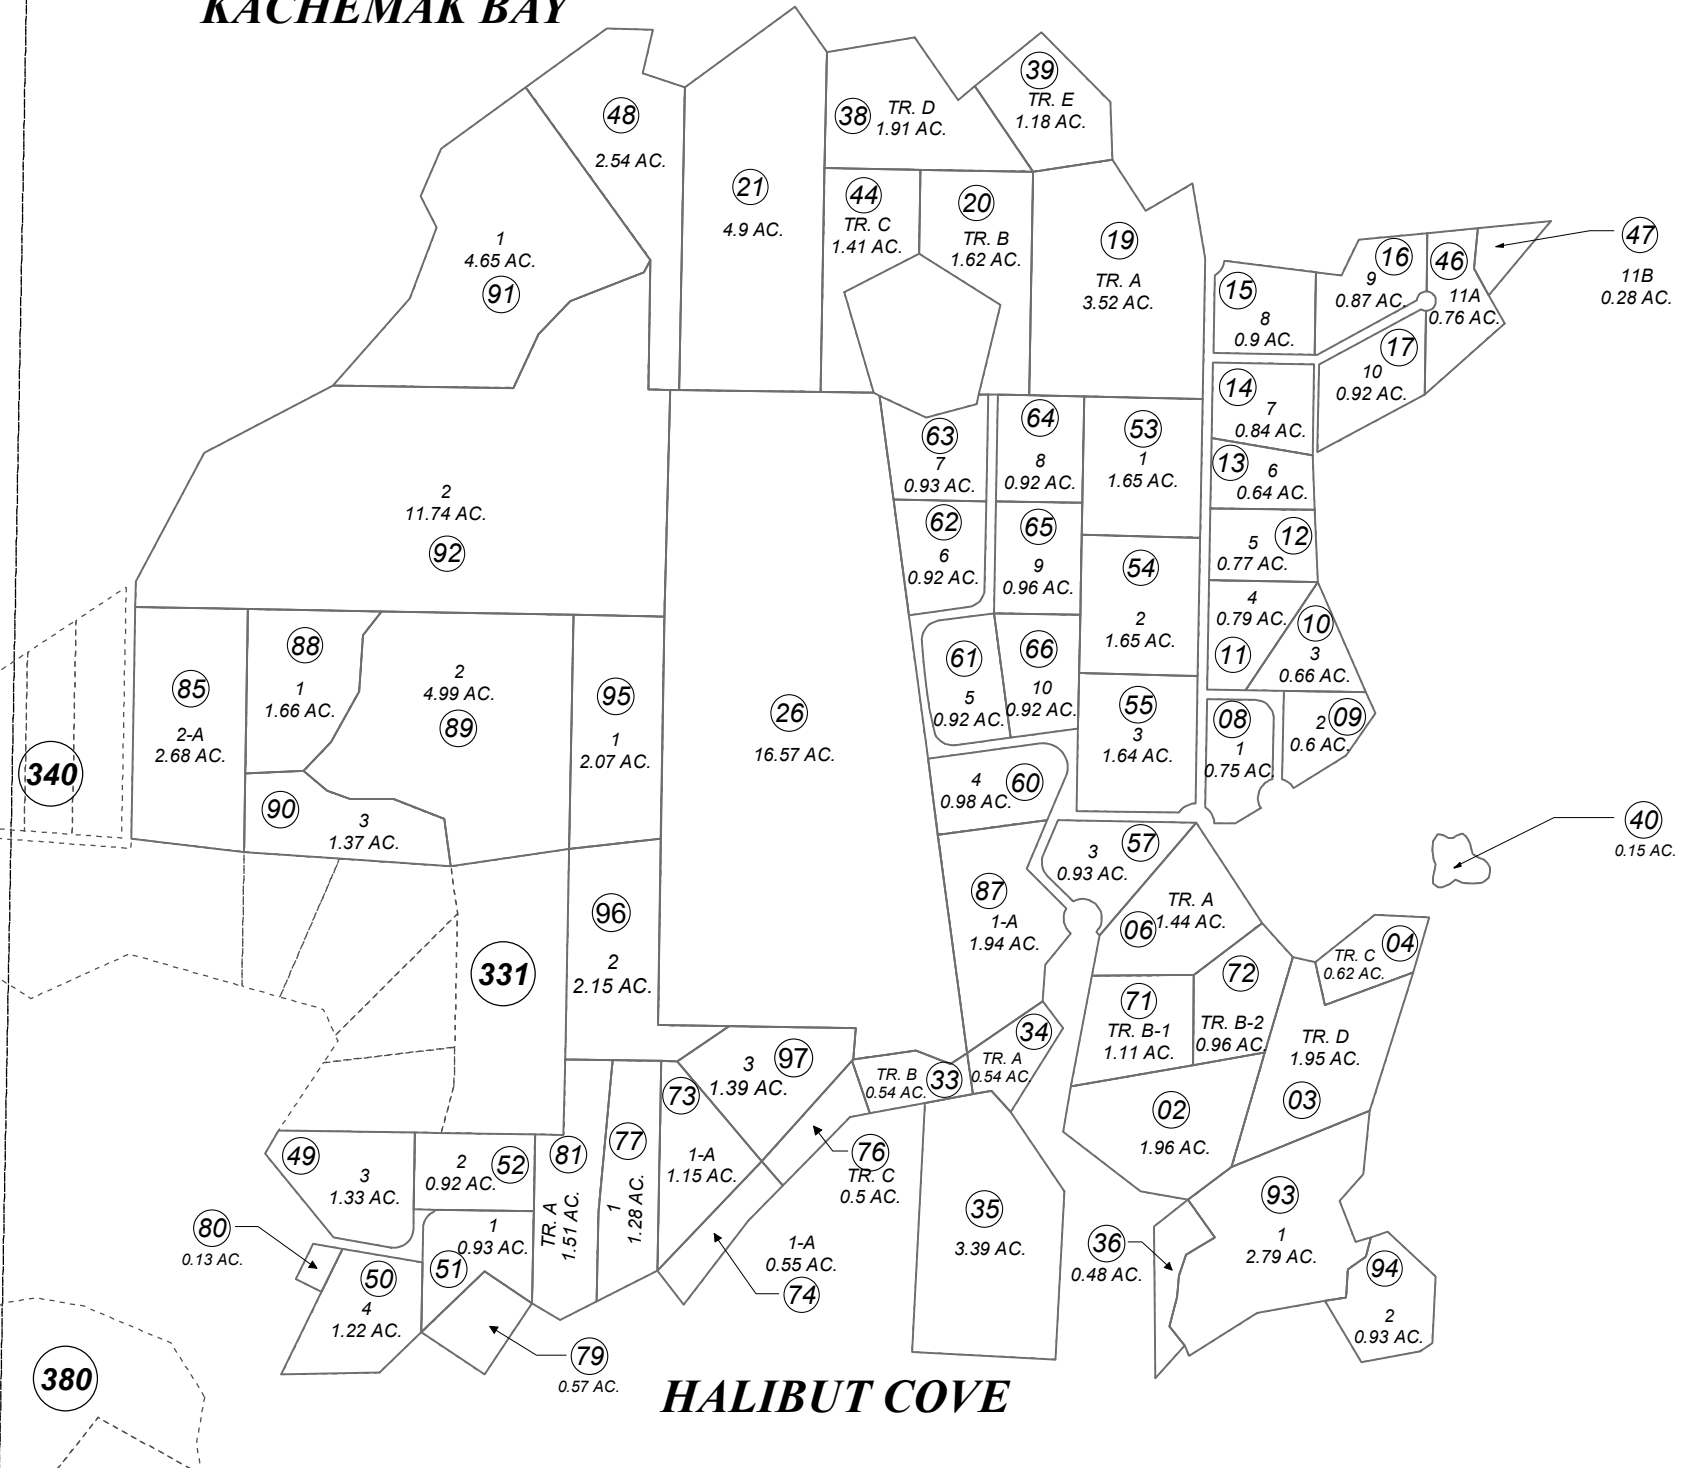 KACHEMAK BAY
39
TR. E
1.18 AC.
48
2.54 AC.
38
TR. D
1.91 AC.
21
4.9 AC.
44
TR. C
1.41 AC.
20
TR. B
1.62 AC.
19
TR. A
3.52 AC.
1
4.65 AC.
91
15
8
0.9 AC.
16
9
0.87 AC.
46
11A
0.76 AC.
47
11B
0.28 AC.
17
10
0.92 AC.
14
7
0.84 AC.
63
7
0.93 AC.
64
8
0.92 AC.
53
1
1.65 AC.
13
6
0.64 AC.
2
11.74 AC.
92
62
6
0.92 AC.
65
9
0.96 AC.
54
2
1.65 AC.
12
5
0.77 AC.
4
0.79 AC.
11
10
3
0.66 AC.
85
2-A
2.68 AC.
88
1
1.66 AC.
2
4.99 AC.
89
95
1
2.07 AC.
26
16.57 AC.
61
5
0.92 AC.
66
10
0.92 AC.
55
3
1.64 AC.
08
1
0.75 AC.
2
09
0.6 AC.
340
90
3
1.37 AC.
4
0.98 AC.
60
40
0.15 AC.
57
3
0.93 AC.
87
1-A
1.94 AC.
TR. A
1.44 AC.
06
96
2
2.15 AC.
331
04
TR. C
0.62 AC.
72
TR. B-2
0.96 AC.
71
TR. B-1
1.11 AC.
TR. D
1.95 AC.
03
34
TR. A
0.54 AC.
TR. B
0.54 AC.
33
3
1.39 AC.
97
73
1-A
1.15 AC.
76
TR. C
0.5 AC.
02
1.96 AC.
49
3
1.33 AC.
2
0.92 AC.
52
81
TR. A
1.51 AC.
77
1
1.28 AC.
80
0.13 AC.
1
0.93 AC.
51
50
4
1.22 AC.
1-A
0.55 AC.
74
35
3.39 AC.
36
0.48 AC.
93
1
2.79 AC.
94
2
0.93 AC.
79
0.57 AC.
380
HALIBUT COVE